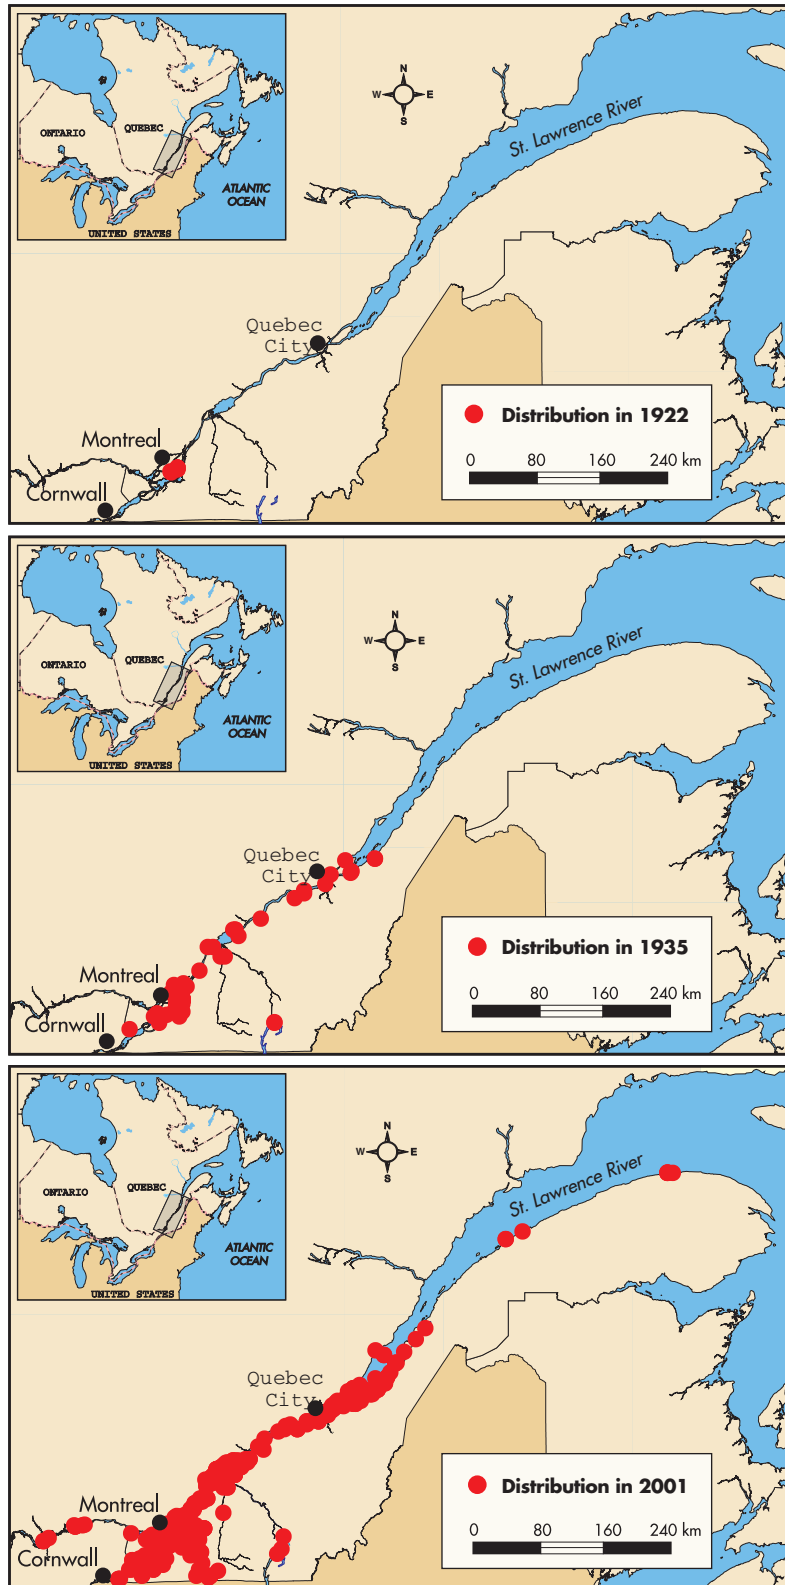 ONTARIO
QUEBEC
ATLANTIC
OCEAN
UNITED STATES
N
W
E
S
St. Lawrence River
Quebec
City
Montreal
Cornwall
Distribution in 1922
0
80
160
240 km
ONTARIO
QUEBEC
ATLANTIC
OCEAN
UNITED STATES
N
W
E
S
St. Lawrence River
Quebec
City
Montreal
Cornwall
Distribution in 1935
0
80
160
240 km
ONTARIO
QUEBEC
ATLANTIC
OCEAN
UNITED STATES
N
W
E
S
St. Lawrence River
Quebec
City
Montreal
Cornwall
Distribution in 2001
0
80
160
240 km